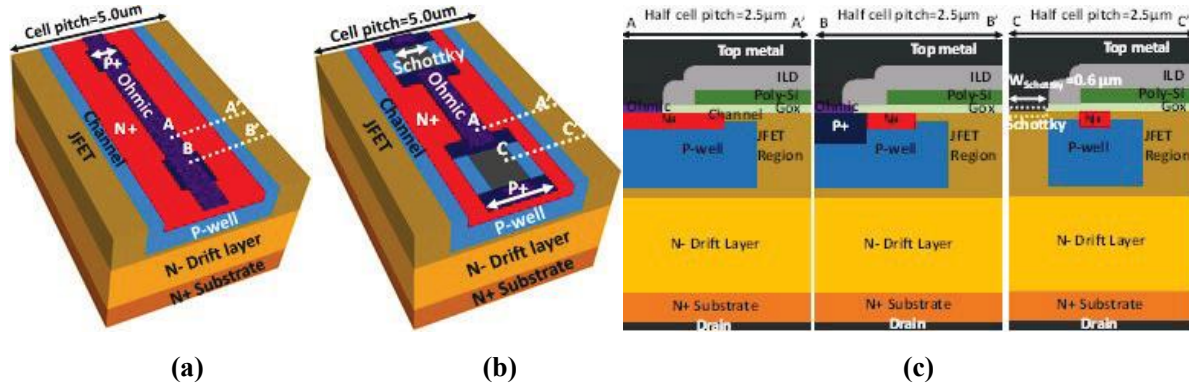 Cell pitch=5.0um
P+
Ohmic
N+
A
A'
B
B'
Channel
JFET
P-well
N- Drift Layer
N+ Substrate
(a)
Cell pitch=5.0um
Schottky
Ohmic
N+
A
A'
C
C'
P+
Channel
JFET
P-well
N- Drift Layer
N+ Substrate
(b)
A Half cell pitch=2.5μm A'
Top metal
ILD
Poly-Si
Gox
Ohmic
Channel
N+
P-well
JFET
Region
N- Drift Layer
N+ Substrate
Drain
B Half cell pitch=2.5μm B'
Top metal
ILD
Poly-Si
Gox
Ohmic
P+
N+
P-well
JFET
Region
N- Drift Layer
N+ Substrate
Drain
C Half cell pitch=2.5μm C'
Top metal
ILD
WSchottky=0.6 μm
Poly-Si
Gox
Schottky
N+
P-well
JFET
Region
N- Drift Layer
N+ Substrate
Drain
(c)